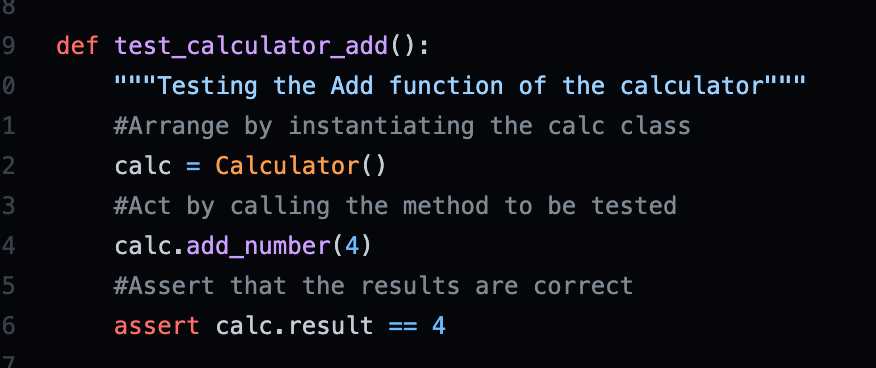 8
9 def test_calculator_add():
0 """Testing the Add function of the calculator"""
1 #Arrange by instantiating the calc class
2 calc = Calculator()
3 #Act by calling the method to be tested
4 calc.add_number(4)
5 #Assert that the results are correct
6 assert calc.result == 4
7